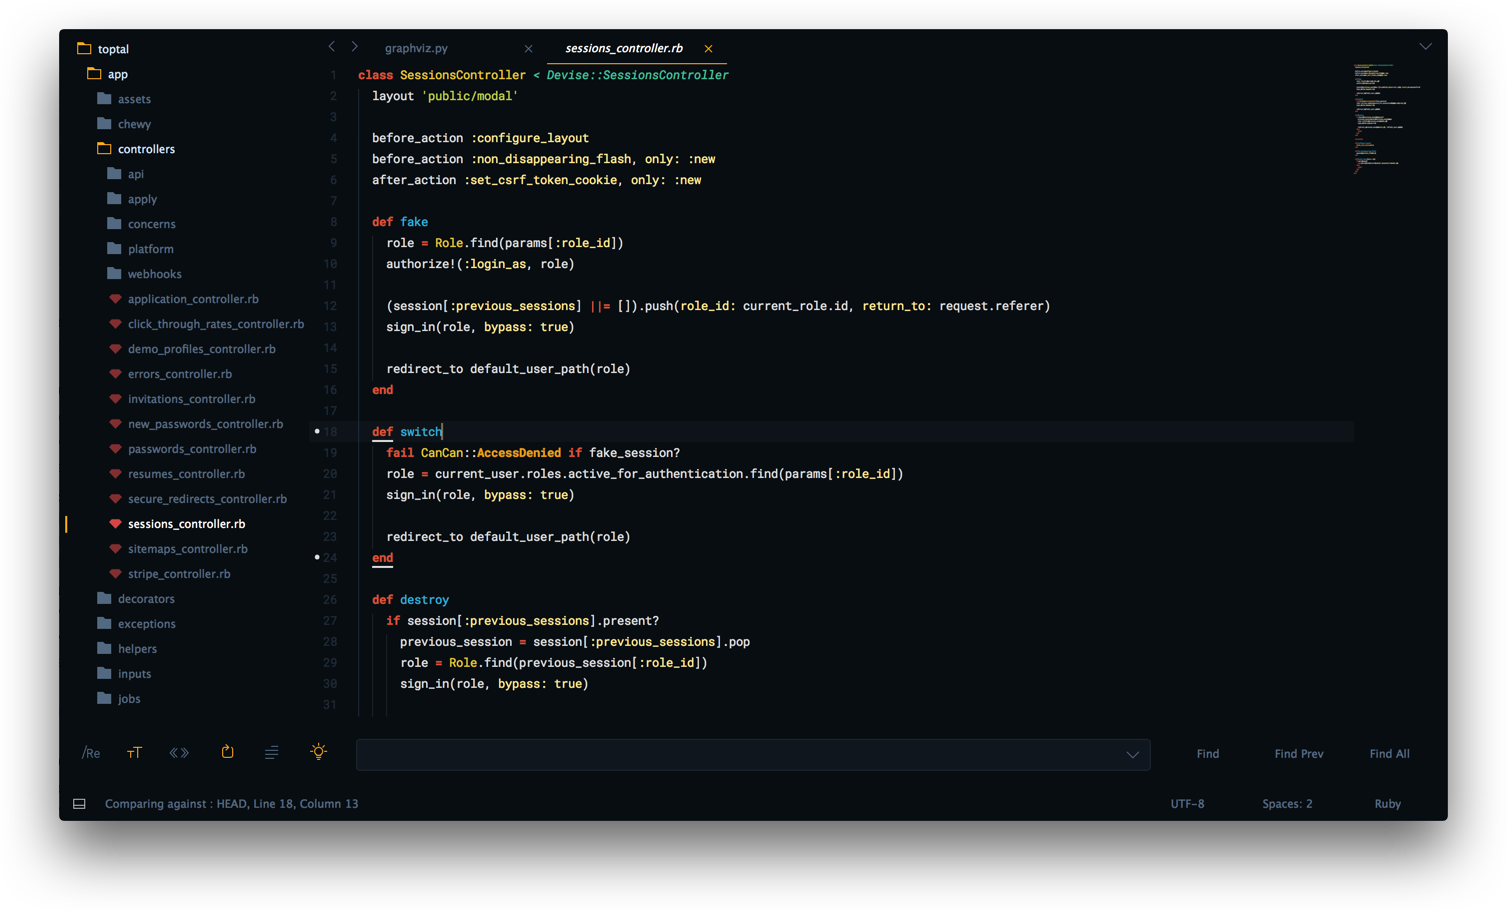 toptal
app
assets
chewy
controllers
api
apply
concerns
platform
webhooks
application_controller.rb
click_through_rates_controller.rb
demo_profiles_controller.rb
errors_controller.rb
invitations_controller.rb
new_passwords_controller.rb
passwords_controller.rb
resumes_controller.rb
secure_redirects_controller.rb
sessions_controller.rb
sitemaps_controller.rb
stripe_controller.rb
decorators
exceptions
helpers
inputs
jobs
graphviz.py
sessions_controller.rb
1 class SessionsController < Devise::SessionsController
2 layout 'public/modal'
3
4 before_action :configure_layout
5 before_action :non_disappearing_flash, only: :new
6 after_action :set_csrf_token_cookie, only: :new
7
8 def fake
9 role = Role.find(params[:role_id])
10 authorize!(:login_as, role)
11
12 (session[:previous_sessions] ||= []).push(role_id: current_role.id, return_to: request.referer)
13 sign_in(role, bypass: true)
14
15 redirect_to default_user_path(role)
16 end
17
18 def switch
19 fail CanCan::AccessDenied if fake_session?
20 role = current_user.roles.active_for_authentication.find(params[:role_id])
21 sign_in(role, bypass: true)
22
23 redirect_to default_user_path(role)
24 end
25
26 def destroy
27 if session[:previous_sessions].present?
28 previous_session = session[:previous_sessions].pop
29 role = Role.find(previous_session[:role_id])
30 sign_in(role, bypass: true)
31
/Re
TT
Find
Find Prev
Find All
Comparing against : HEAD, Line 18, Column 13
UTF-8
Spaces: 2
Ruby